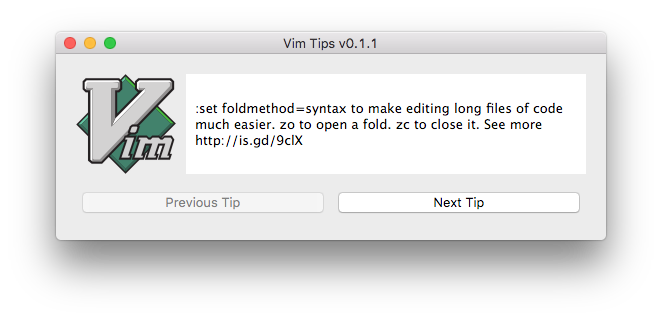 Vim Tips v0.1.1
Vim
:set foldmethod=syntax to make editing long files of code
much easier. zo to open a fold. zc to close it. See more
http://is.gd/9clX
Previous Tip
Next Tip